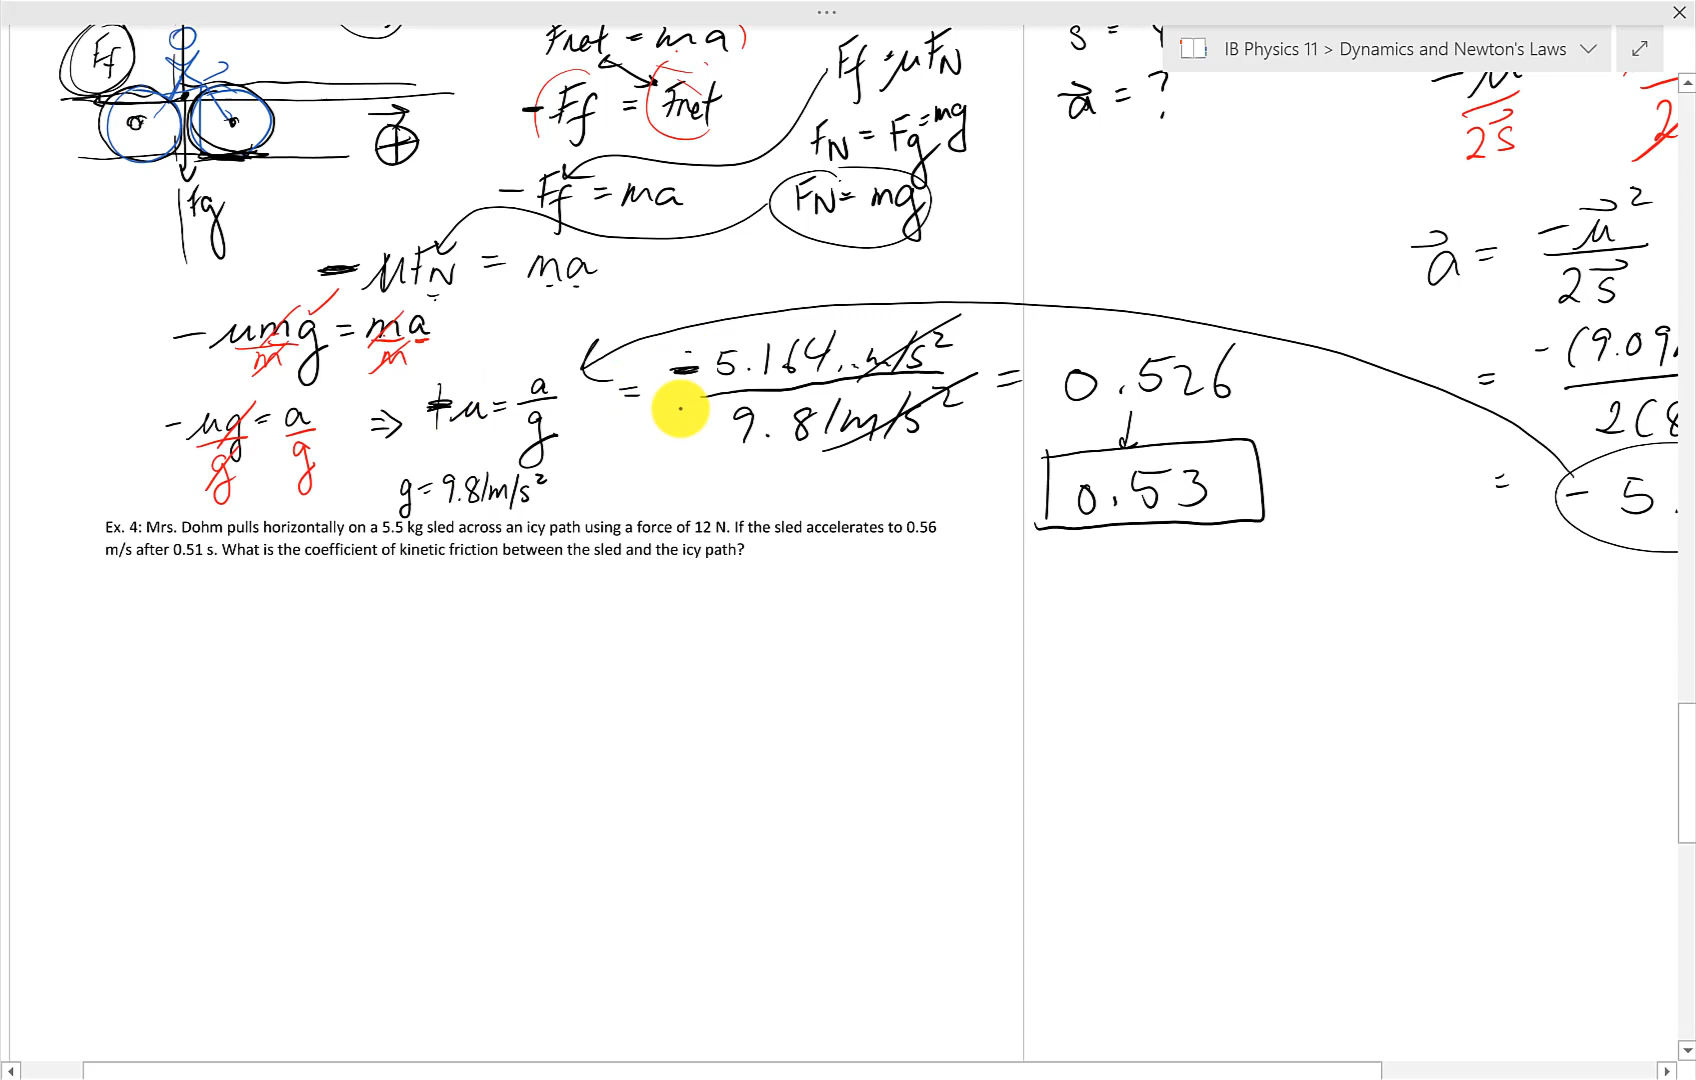 IB Physics 11 > Dynamics and Newton's Laws
Ff
Fnet = ma
-Ff = Fnet
Ff = μFN
FN = Fg = mg
-Ff = ma
FN = mg
Fg
-μFN = ma
-μmg = ma
m m
-μg = a
g g
⇒ +μ = a/g
= -5.164.. m/s² / 9.81m/s² = 0.526
0.53
g = 9.81m/s²
a = ?
2s
2
a = -u²
2s
= -(9.09
2(8
= -5.
Ex. 4: Mrs. Dohm pulls horizontally on a 5.5 kg sled across an icy path using a force of 12 N. If the sled accelerates to 0.56
m/s after 0.51 s. What is the coefficient of kinetic friction between the sled and the icy path?